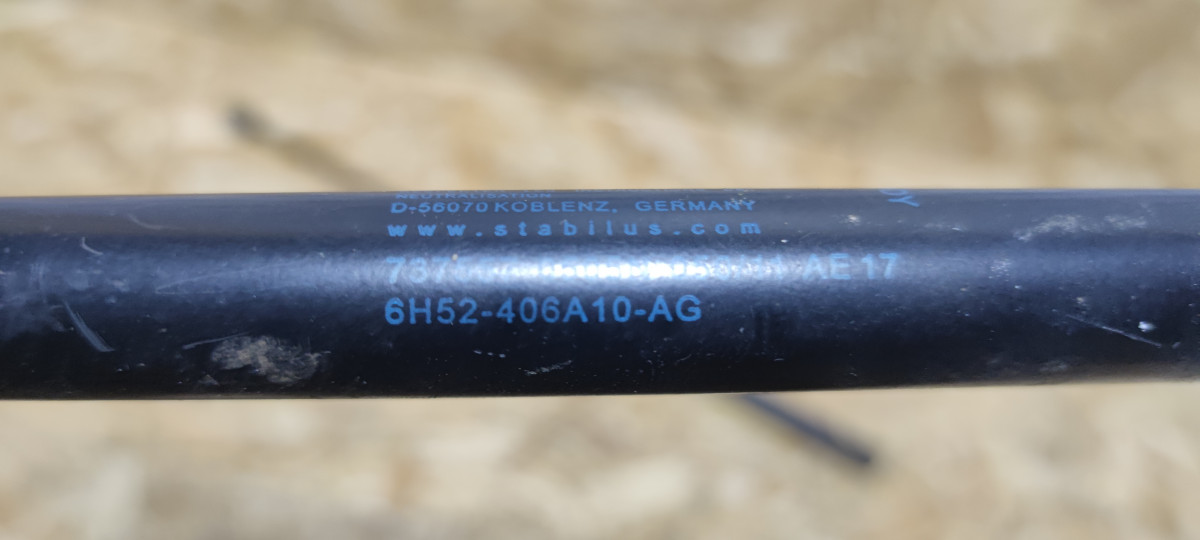 NEUTRALISATION
D-56070 KOBLENZ, GERMANY
www.stabilus.com
AE 17
6H52-406A10-AG